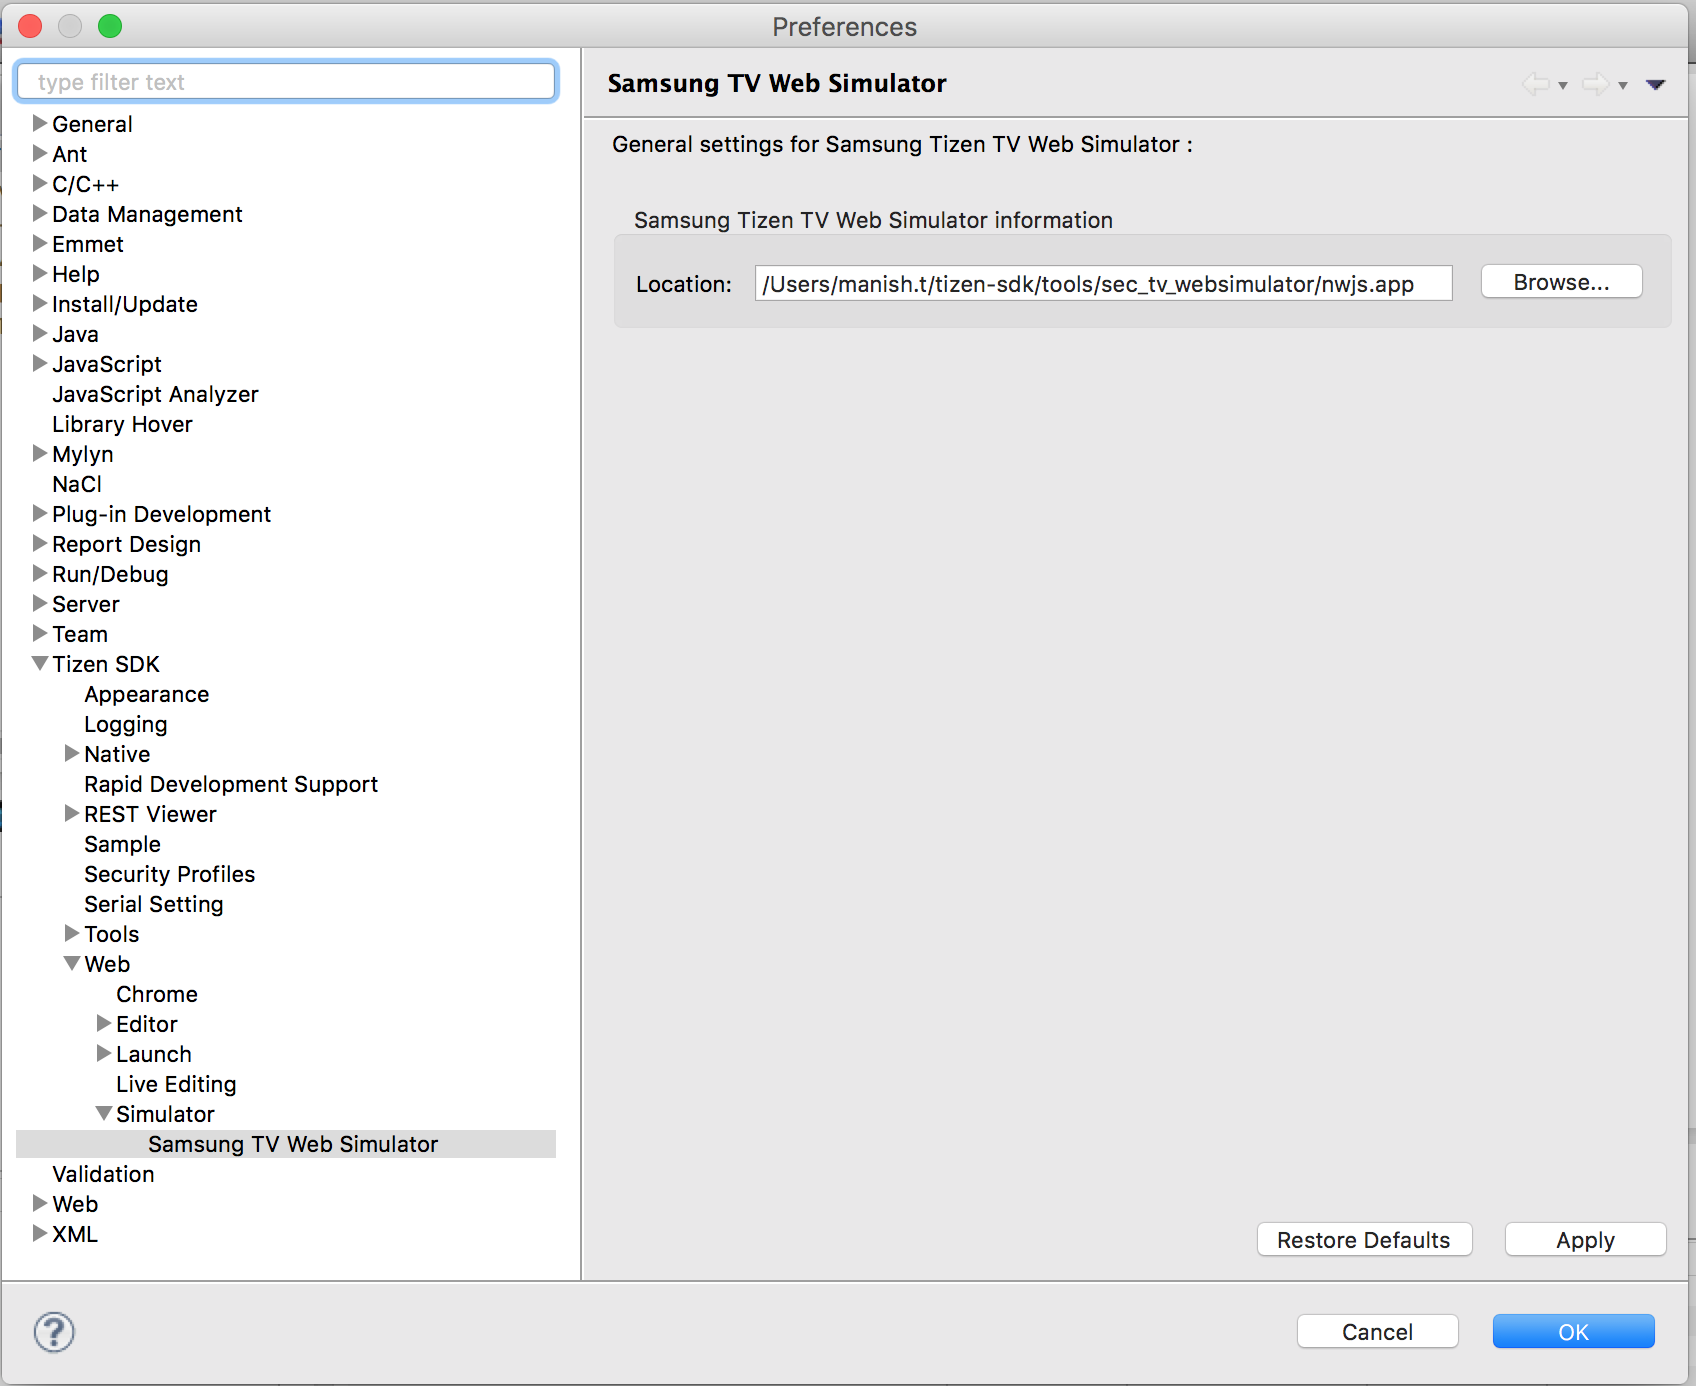 Preferences
type filter text
General
Ant
C/C++
Data Management
Emmet
Help
Install/Update
Java
JavaScript
JavaScript Analyzer
Library Hover
Mylyn
NaCl
Plug-in Development
Report Design
Run/Debug
Server
Team
Tizen SDK
Appearance
Logging
Native
Rapid Development Support
REST Viewer
Sample
Security Profiles
Serial Setting
Tools
Web
Chrome
Editor
Launch
Live Editing
Simulator
Samsung TV Web Simulator
Validation
Web
XML
Samsung TV Web Simulator
General settings for Samsung Tizen TV Web Simulator :
Samsung Tizen TV Web Simulator information
Location: /Users/manish.t/tizen-sdk/tools/sec_tv_websimulator/nwjs.app Browse...
Restore Defaults Apply
? Cancel OK